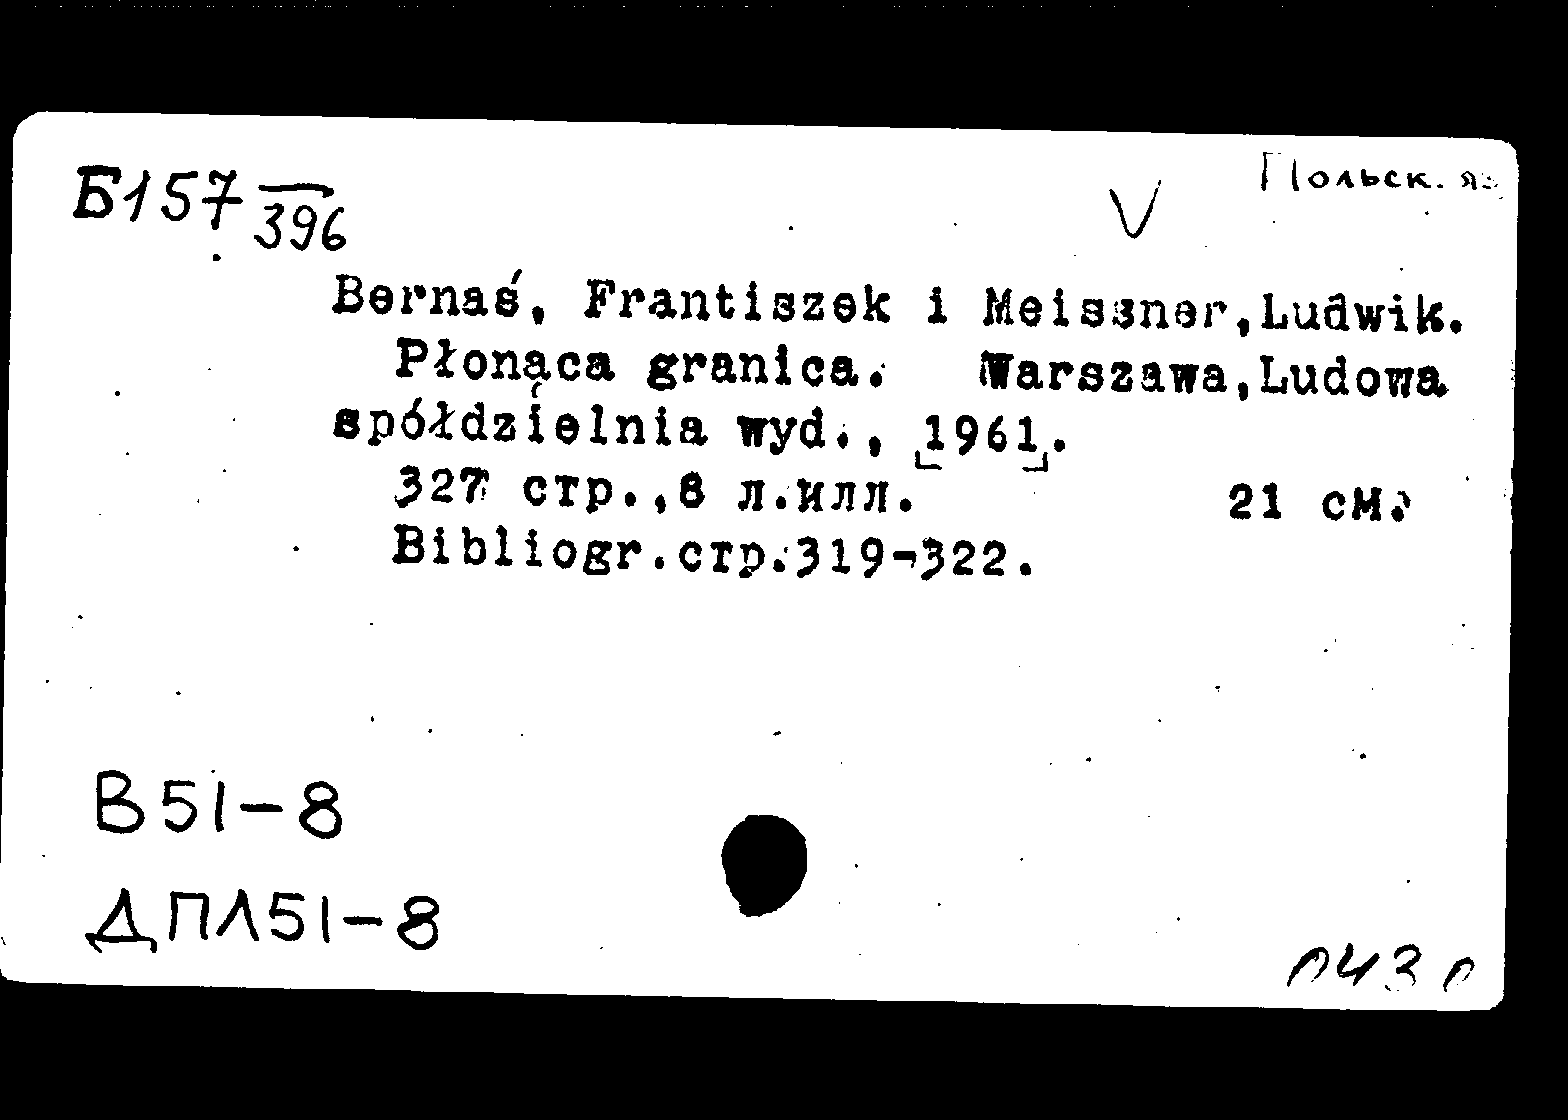 Польск. яз
Б157 396
V
Bernaś, Frantiszek i Meissner, Ludwik.
Płonąca granica. Warszawa, Ludowa
spółdzielnia wyd., [1961].
327 стр., 8 л. илл. 21 см.
Bibliogr. стр. 319-322.
В51-8
ДПЛ51-8